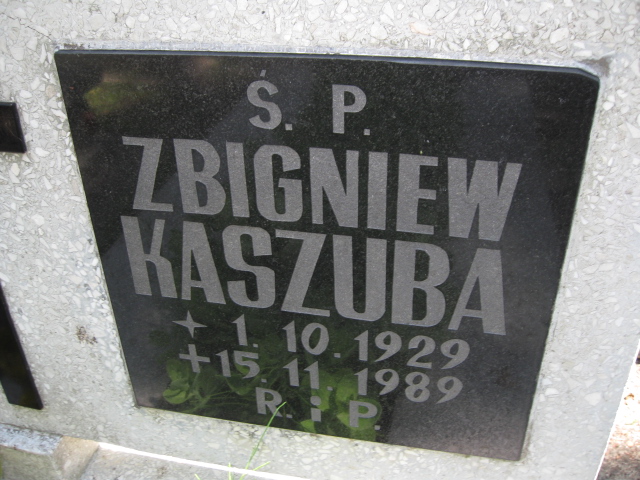 Ś. P.
ZBIGNIEW
KASZUBA
1. 10. 1929
+15. 11. 1989
R. i P.